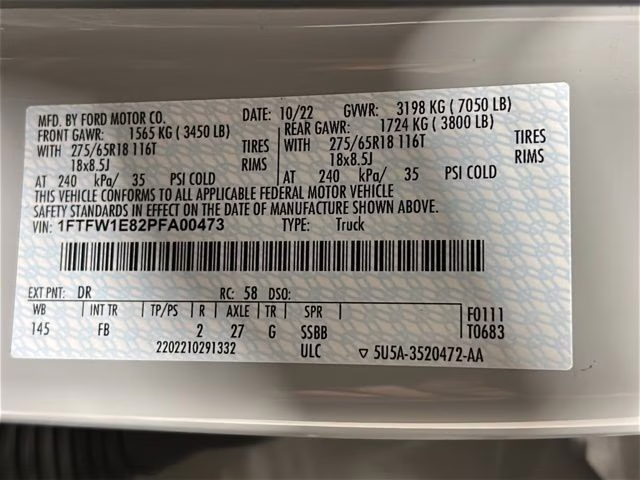 MFD. BY FORD MOTOR CO. DATE: 10/22 GVWR: 3198 KG ( 7050 LB)
FRONT GAWR: 1565 KG ( 3450 LB) REAR GAWR: 1724 KG ( 3800 LB)
WITH 275/65R18 116T TIRES WITH 275/65R18 116T TIRES
18x8.5J RIMS 18x8.5J RIMS
AT 240 kPa/ 35 PSI COLD AT 240 kPa/ 35 PSI COLD
THIS VEHICLE CONFORMS TO ALL APPLICABLE FEDERAL MOTOR VEHICLE
SAFETY STANDARDS IN EFFECT ON THE DATE OF MANUFACTURE SHOWN ABOVE.
VIN: 1FTFW1E82PFA00473 TYPE: Truck
EXT PNT: DR RC: 58 DSO:
WB INT TR TP/PS R AXLE TR SPR F0111
145 FB 2 27 G SSBB T0683
2202210291332 ULC ▽ 5U5A-3520472-AA